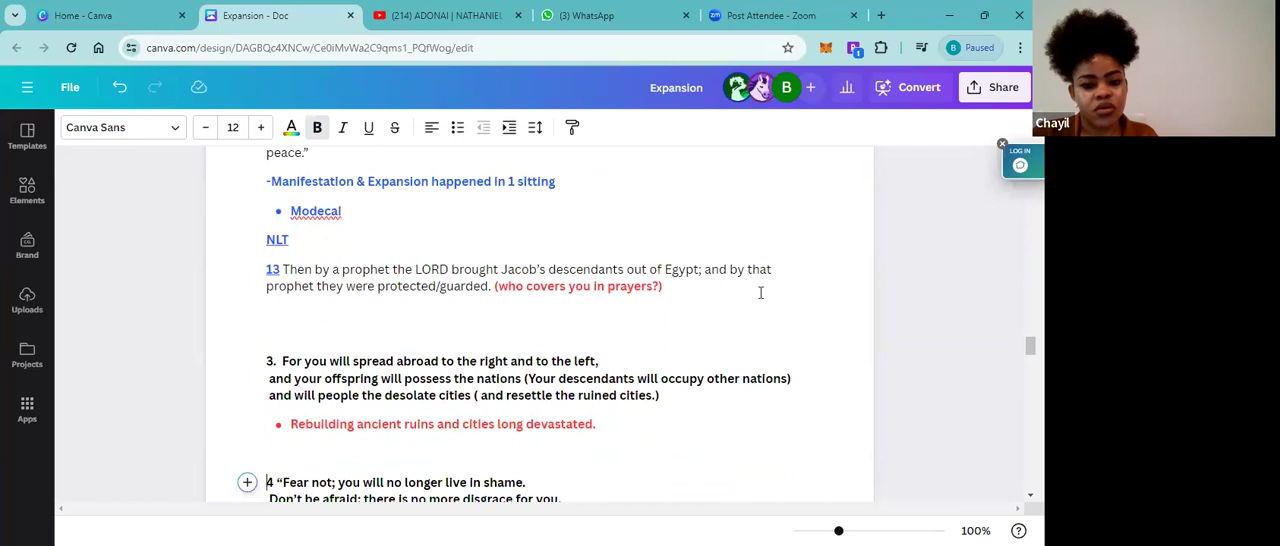 Home - Canva
Expansion - Doc
(214) ADONAI | NATHANIEL
(3) WhatsApp
Post Attendee - Zoom
canva.com/design/DAGBQc4XNCw/Ce0iMvWa2C9qms1_PQfWog/edit
1
B
Paused
File
Expansion
B
Convert
Share
Chayil
LOG IN
Canva Sans
12
A
B
I
U
S
Templates
Elements
Brand
Uploads
Projects
Apps
peace.”
-Manifestation & Expansion happened in 1 sitting
• Modecal
NLT
13 Then by a prophet the LORD brought Jacob’s descendants out of Egypt; and by that
prophet they were protected/guarded. (who covers you in prayers?)
3. For you will spread abroad to the right and to the left,
and your offspring will possess the nations (Your descendants will occupy other nations)
and will people the desolate cities ( and resettle the ruined cities.)
• Rebuilding ancient ruins and cities long devastated.
4 “Fear not; you will no longer live in shame.
Don’t be afraid; there is no more disgrace for you.
100%